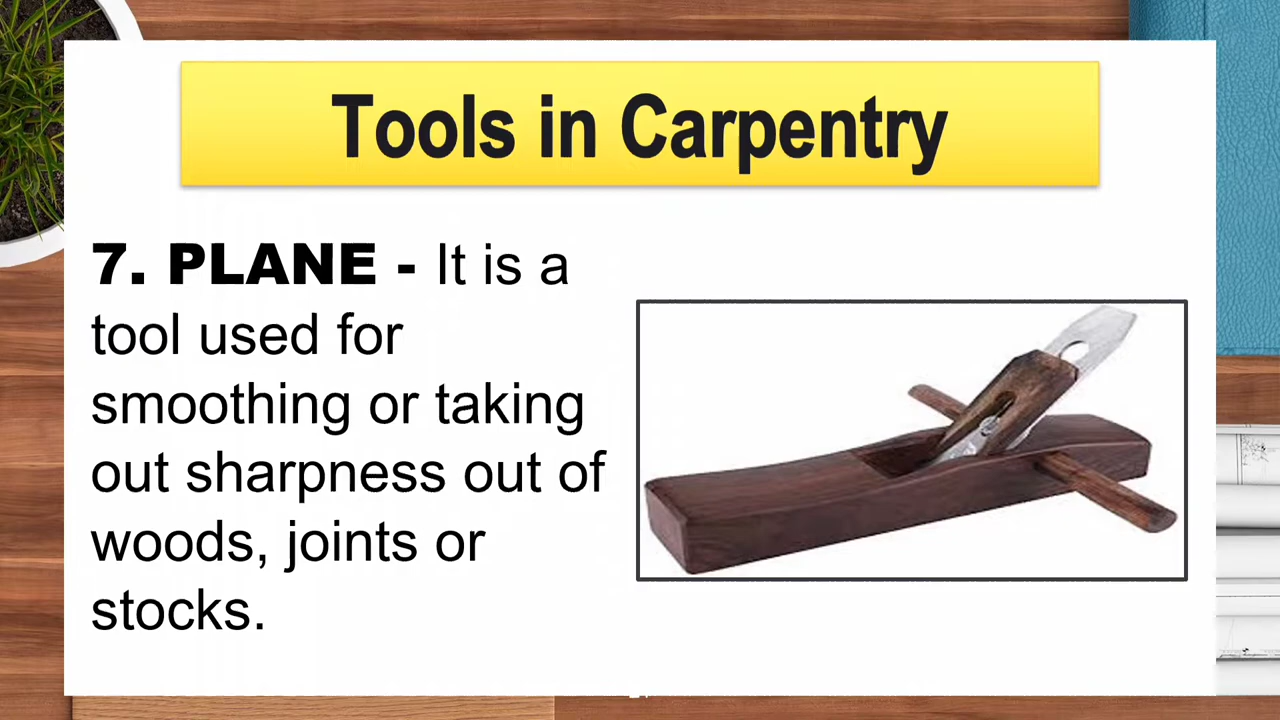 Tools in Carpentry
7. PLANE - It is a
tool used for
smoothing or taking
out sharpness out of
woods, joints or
stocks.